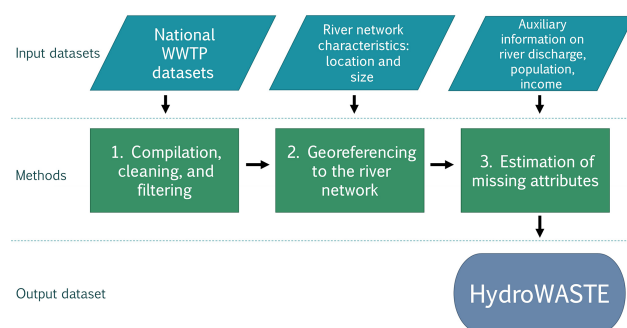 Input datasets
National
WWTP
datasets
River network
characteristics:
location and
size
Auxiliary
information on
river discharge,
population,
income
Methods
1. Compilation,
cleaning, and
filtering
2. Georeferencing
to the river
network
3. Estimation of
missing attributes
Output dataset
HydroWASTE